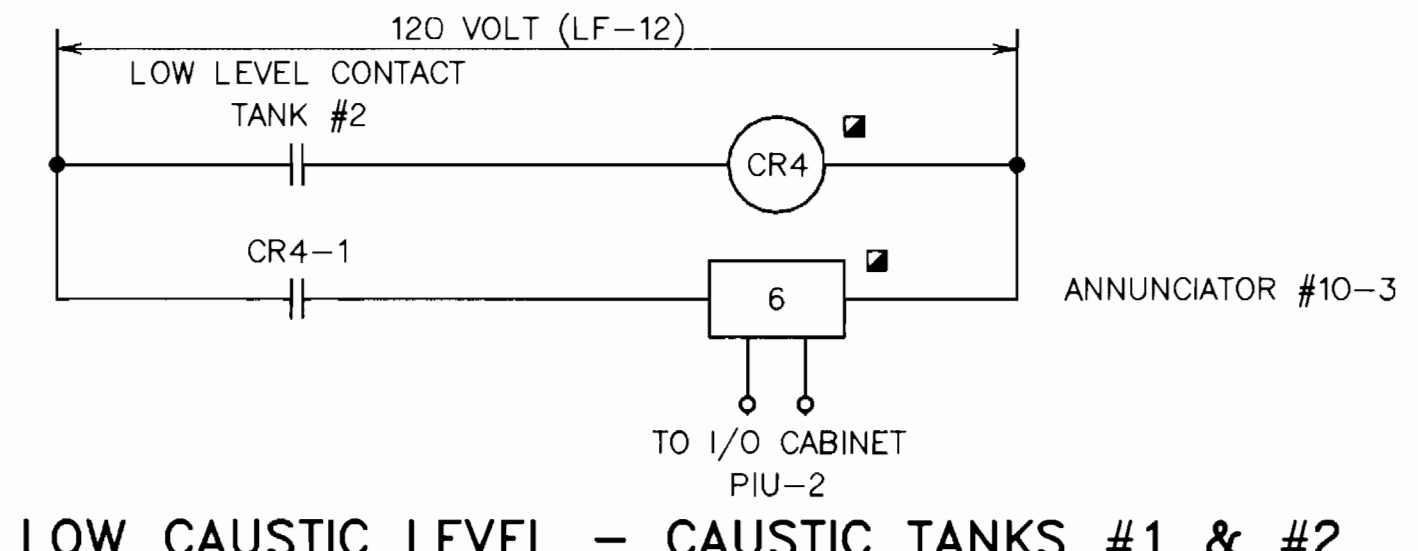 120 VOLT (LF-12)
LOW LEVEL CONTACT
TANK #2
CR4
CR4-1
6
ANNUNCIATOR #10-3
TO I/O CABINET
PIU-2
LOW CAUSTIC LEVEL - CAUSTIC TANKS #1 & #2